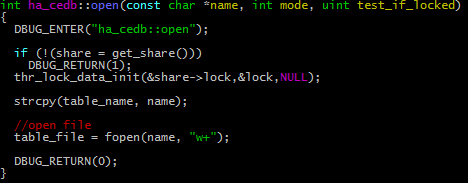 int ha_cedb::open(const char *name, int mode, uint test_if_locked)
{
  DBUG_ENTER("ha_cedb::open");

  if (!(share = get_share()))
    DBUG_RETURN(1);
  thr_lock_data_init(&share->lock,&lock,NULL);

  strcpy(table_name, name);

  //open file
  table_file = fopen(name, "w+");

  DBUG_RETURN(0);
}